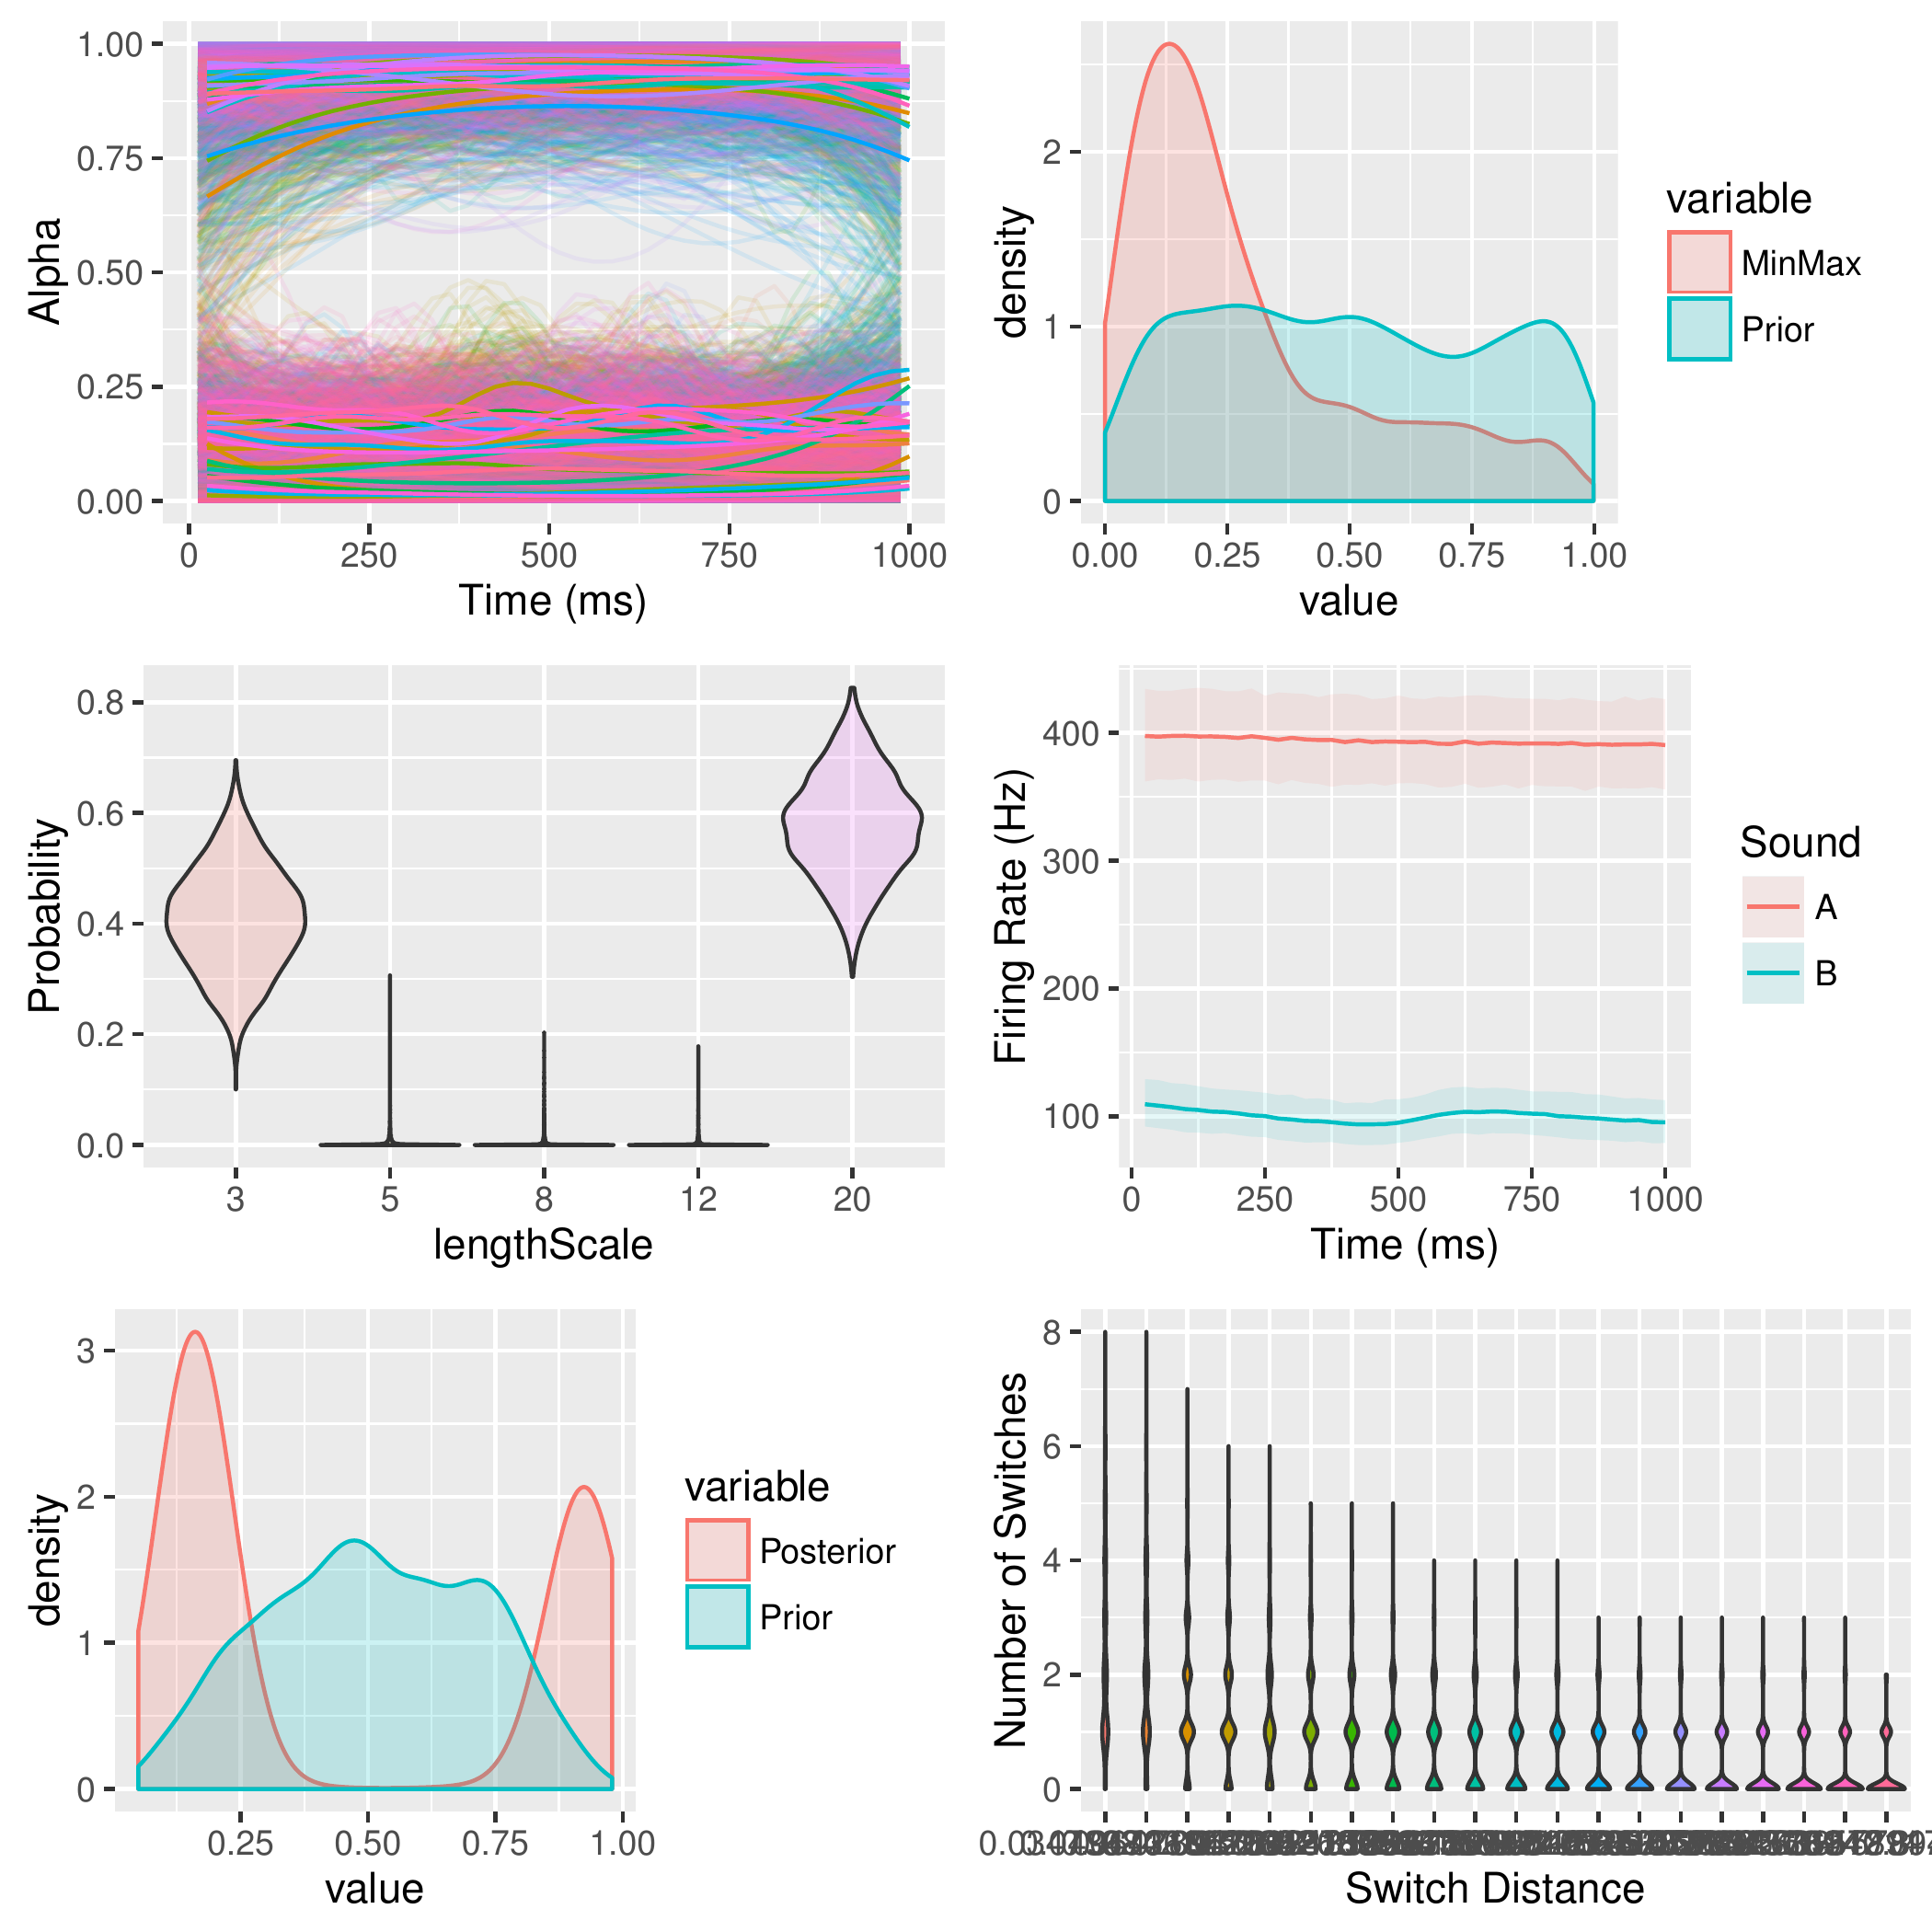 1.00
0.75
0.50
0.25
0.00
Alpha
0 250 500 750 1000
Time (ms)
2
1
0
density
0.00 0.25 0.50 0.75 1.00
value
variable
MinMax
Prior
0.8
0.6
0.4
0.2
0.0
Probability
3 5 8 12 20
lengthScale
400
300
200
100
Firing Rate (Hz)
0 250 500 750 1000
Time (ms)
Sound
A
B
3
2
1
0
density
0.25 0.50 0.75 1.00
value
variable
Posterior
Prior
8
6
4
2
0
Number of Switches
Switch Distance